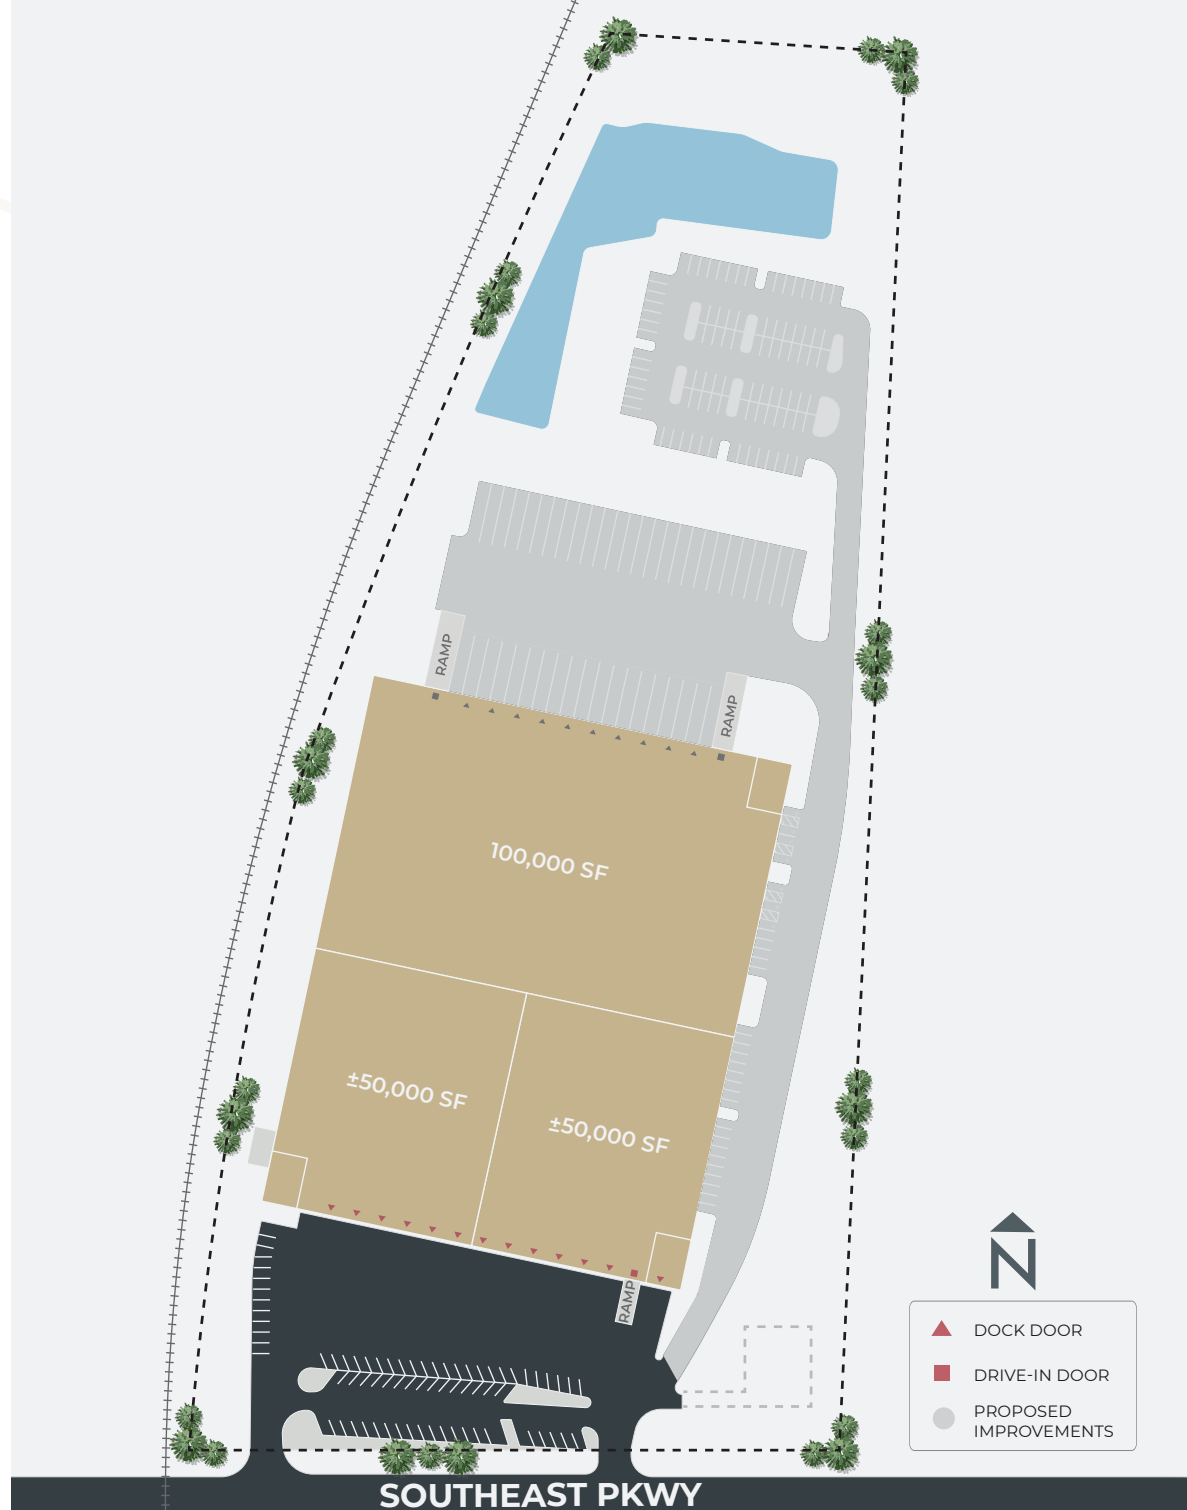 RAMP
RAMP
100,000 SF
±50,000 SF
±50,000 SF
RAMP
N
DOCK DOOR
DRIVE-IN DOOR
PROPOSED
IMPROVEMENTS
SOUTHEAST PKWY